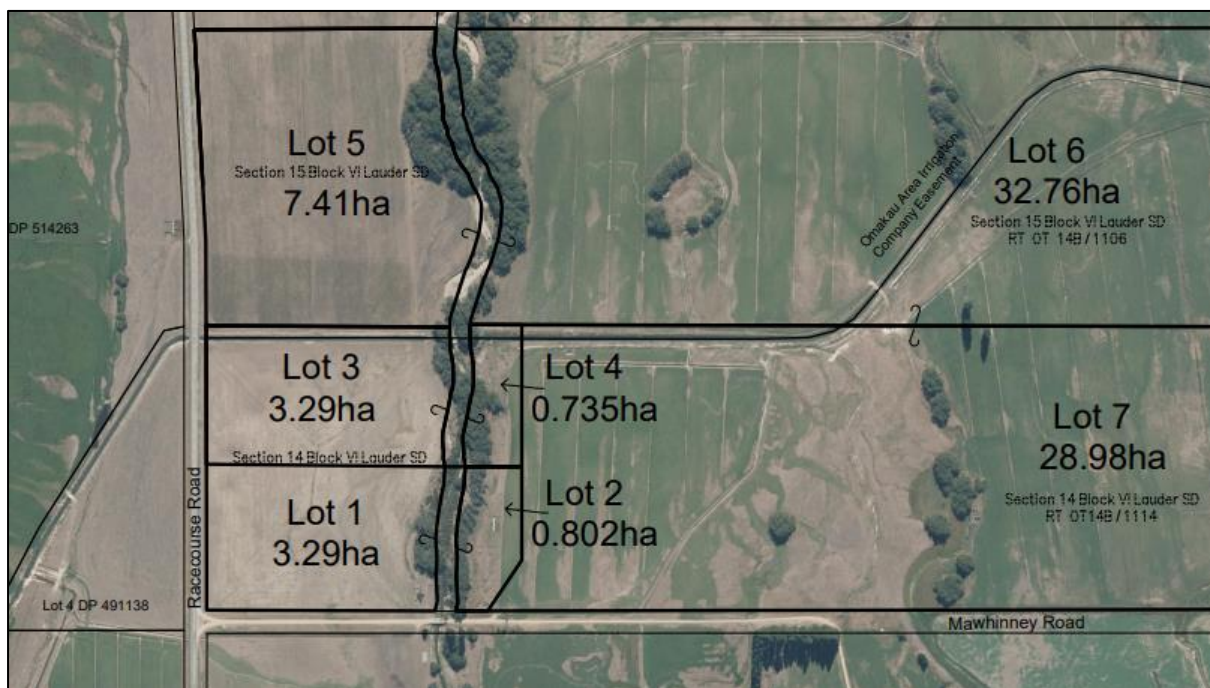 Lot 5
Section 15 Block VI Lauder SD
7.41ha
DP 514263
Omakau Area Irrigation
Company Easement
Lot 6
32.76ha
Section 15 Block VI Lauder SD
RT OT 14B/1106
Lot 3
3.29ha
Section 14 Block VI Lauder SD
Lot 4
0.735ha
Lot 7
28.98ha
Section 14 Block VI Lauder SD
RT OT14B/1114
Racecourse Road
Lot 1
3.29ha
Lot 2
0.802ha
Lot 4 DP 491138
Mawhinney Road